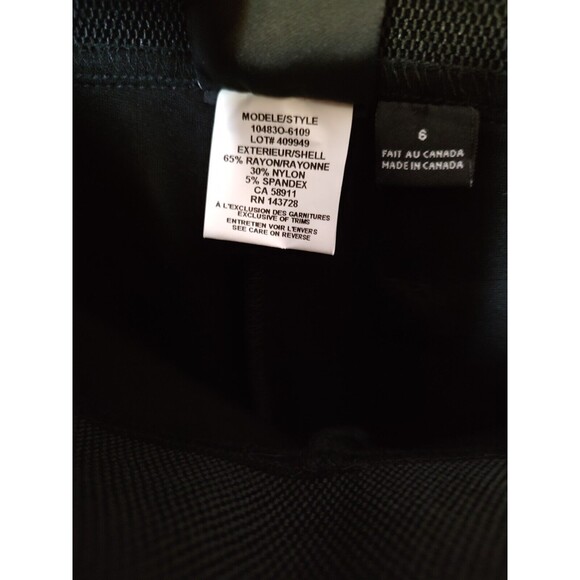 MODELE/STYLE
10483O-6109
LOT# 409949
EXTERIEUR/SHELL
65% RAYON/RAYONNE
30% NYLON
5% SPANDEX
CA 58911
RN 143728
À L'EXCLUSION DES GARNITURES
EXCLUSIVE OF TRIMS
ENTRETIEN VOIR L'ENVERS
SEE CARE ON REVERSE
6
FAIT AU CANADA
MADE IN CANADA